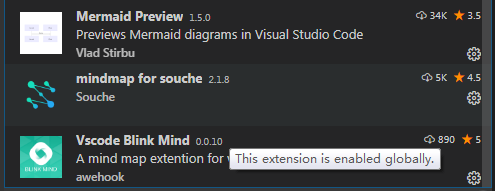 Mermaid Preview 1.5.0 34K 3.5
Previews Mermaid diagrams in Visual Studio Code
Vlad Stirbu
mindmap for souche 2.1.8 5K 4.5
Souche
Vscode Blink Mind 0.0.10 890 5
A mind map extention for
This extension is enabled globally.
awehook
BLINK MIND